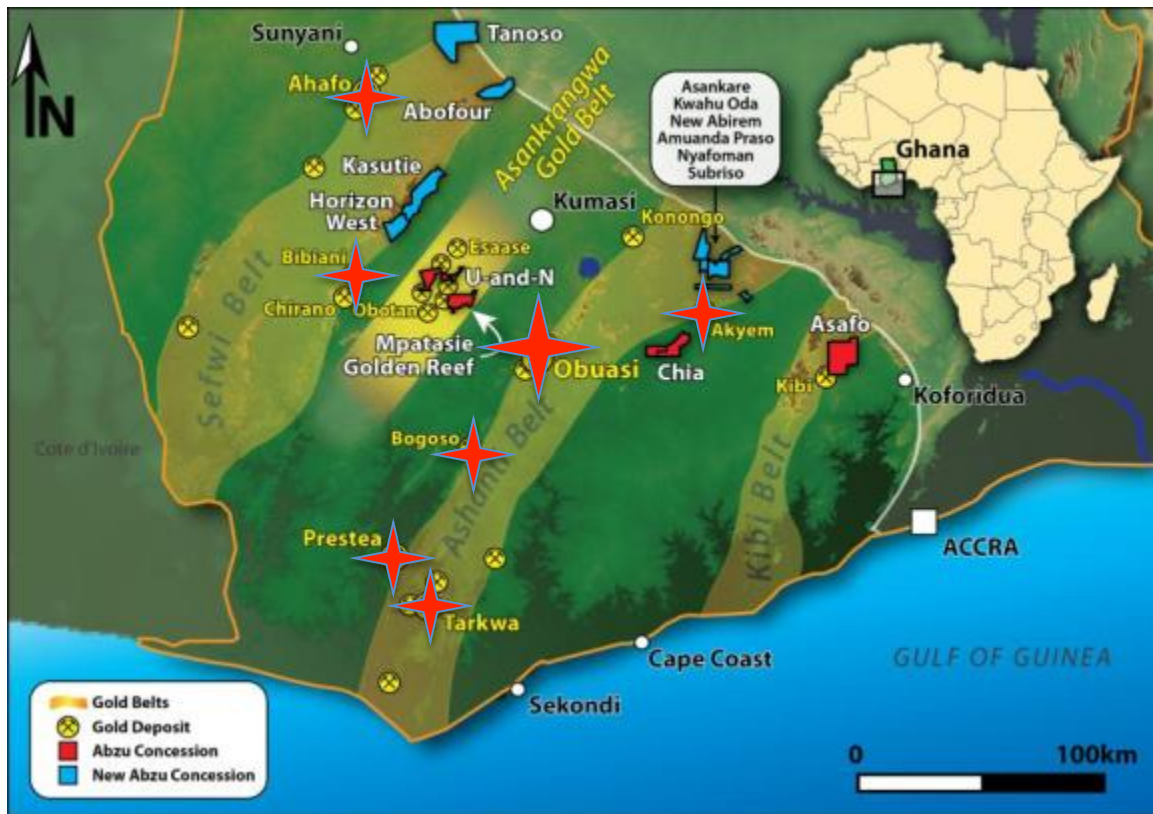 Sunyani
Tanoso
Ahafo
Abofour
Asankrangwa
Gold Belt
Asankare
Kwahu Oda
New Abirem
Amuanda Praso
Nyafoman
Subriso
Ghana
N
Kasutie
Horizon
West
Kumasi
Konongo
Bibiani
Esaase
U-and-N
Chirano
Obotan
Sefwi Belt
Mpatasie
Golden Reef
Obuasi
Akyem
Chia
Asafo
Kibi
Koforidua
Cote d'Ivoire
Bogoso
Ashanti Belt
Kibi Belt
Prestea
Tarkwa
ACCRA
Cape Coast
Sekondi
GULF OF GUINEA
Gold Belts
Gold Deposit
Abzu Concession
New Abzu Concession
0
100km